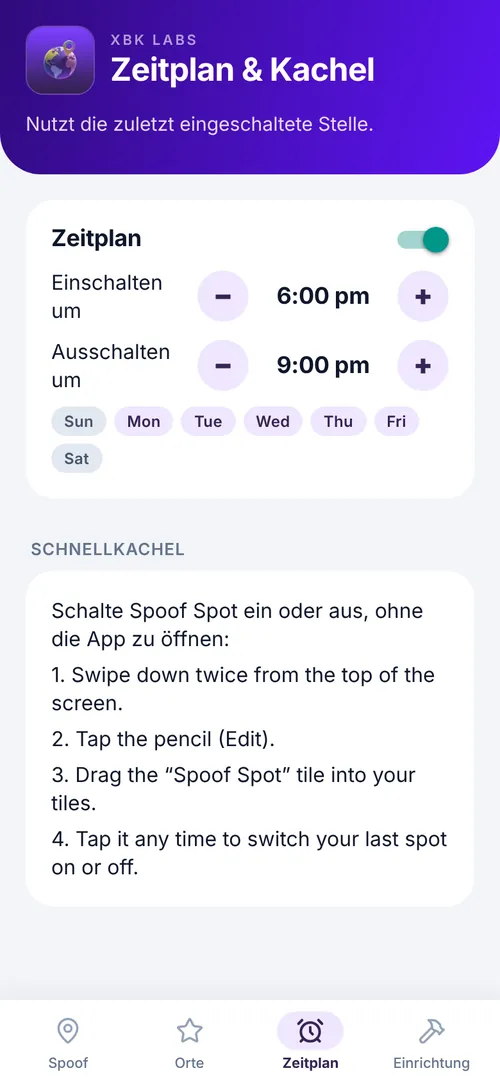 XBK LABS
Zeitplan & Kachel
Nutzt die zuletzt eingeschaltete Stelle.
Zeitplan
Einschalten
um
− 6:00 pm +
Ausschalten
um
− 9:00 pm +
Sun Mon Tue Wed Thu Fri
Sat
SCHNELLKACHEL
Schalte Spoof Spot ein oder aus, ohne
die App zu öffnen:
1. Swipe down twice from the top of the
screen.
2. Tap the pencil (Edit).
3. Drag the “Spoof Spot” tile into your
tiles.
4. Tap it any time to switch your last spot
on or off.
Spoof Orte Zeitplan Einrichtung